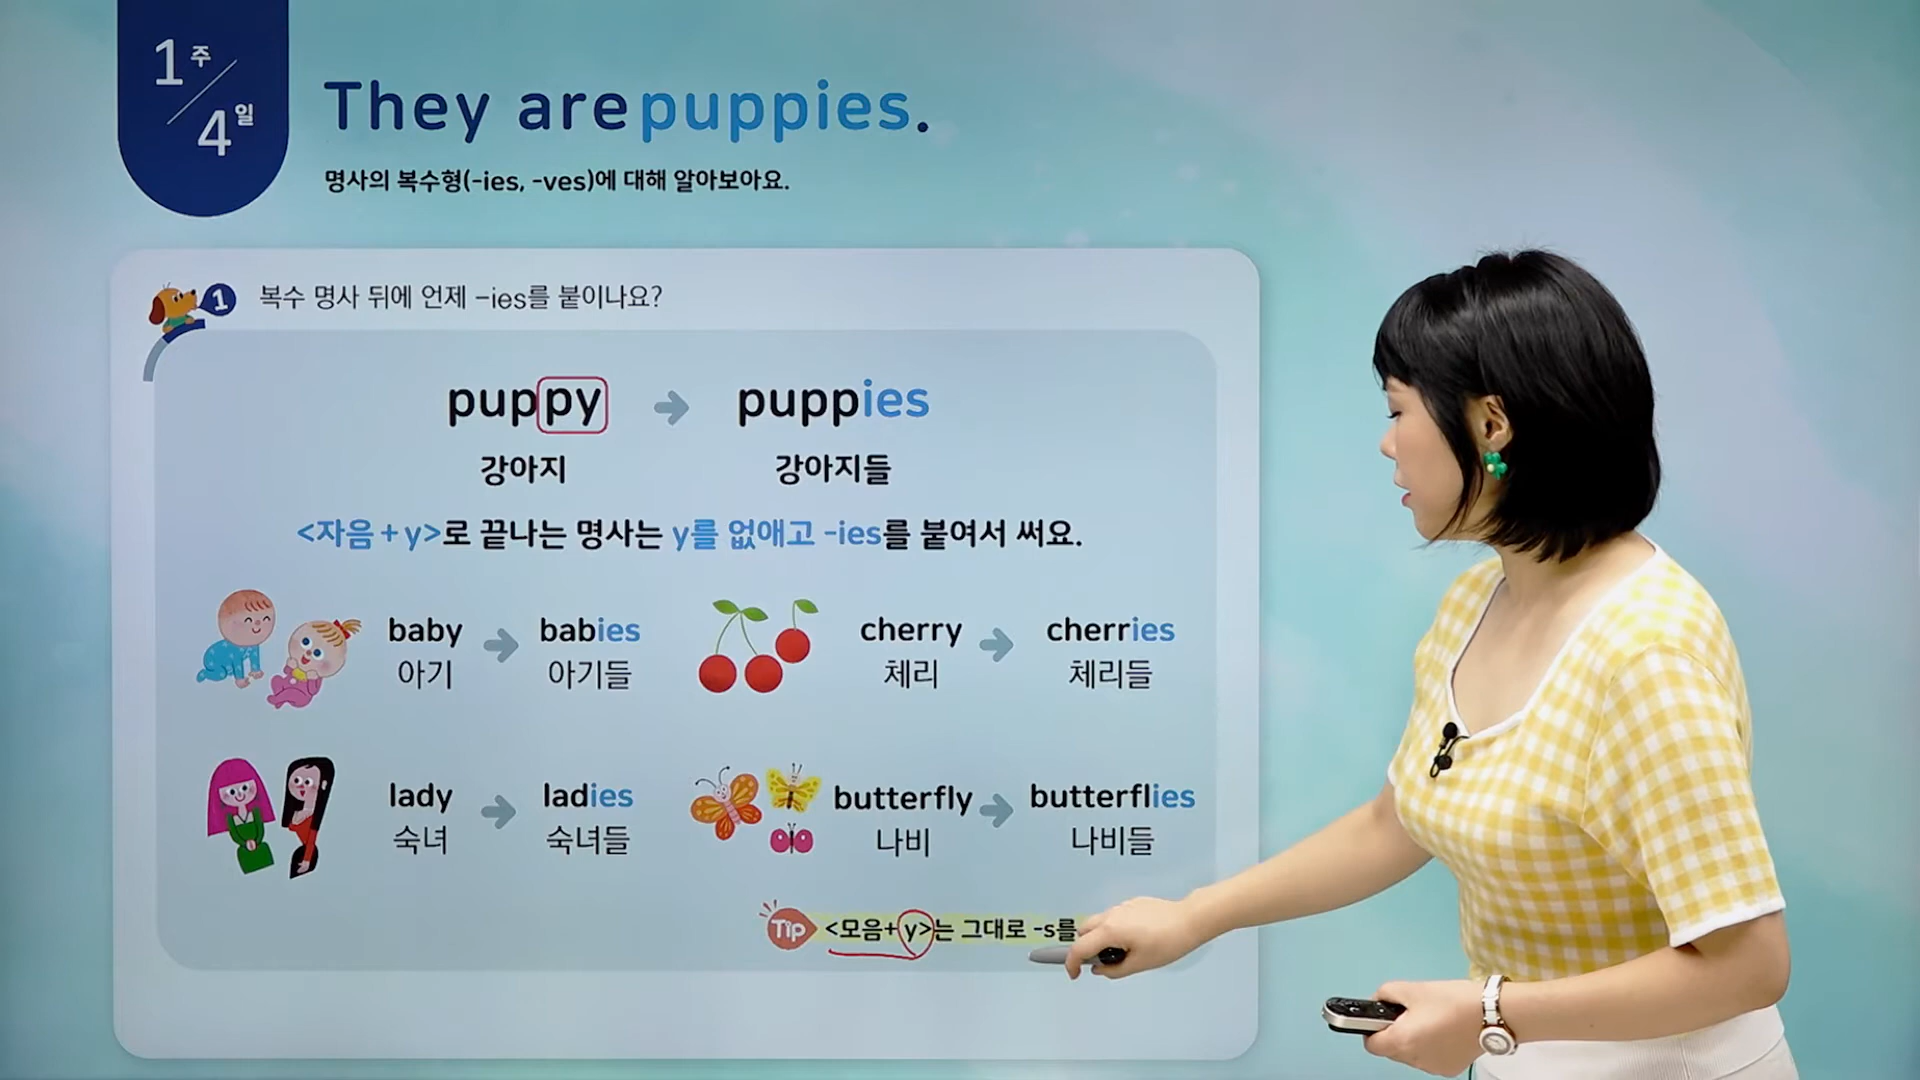 1주
4일
They are puppies.
명사의 복수형(-ies, -ves)에 대해 알아보아요.
1 복수 명사 뒤에 언제 -ies를 붙이나요?
puppy puppies
강아지 강아지들
<자음+y>로 끝나는 명사는 y를 없애고 -ies를 붙여서 써요.
baby babies cherry cherries
아기 아기들 체리 체리들
lady ladies butterfly butterflies
숙녀 숙녀들 나비 나비들
Tip <모음+y>는 그대로 -s를